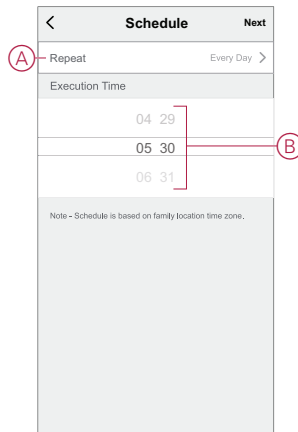 Schedule Next
A Repeat Every Day
Execution Time
04 29
05 30
B
06 31
Note - Schedule is based on family location time zone.